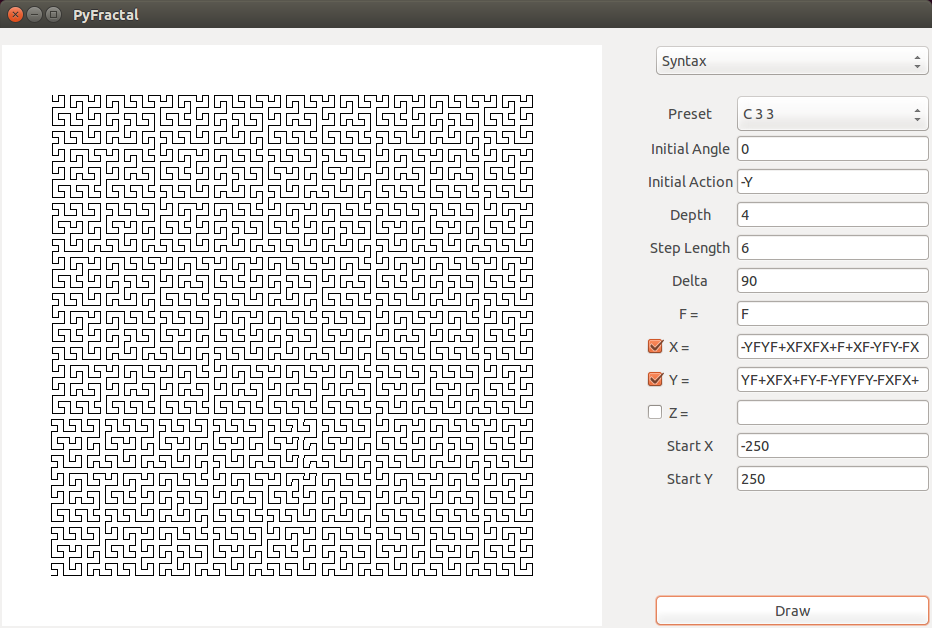 PyFractal
Syntax
Preset C 3 3
Initial Angle 0
Initial Action -Y
Depth 4
Step Length 6
Delta 90
F = F
X = -YFYF+XFXFX+F+XF-YFY-FX
Y = YF+XFX+FY-F-YFYFY-FXFX+
Z =
Start X -250
Start Y 250
Draw